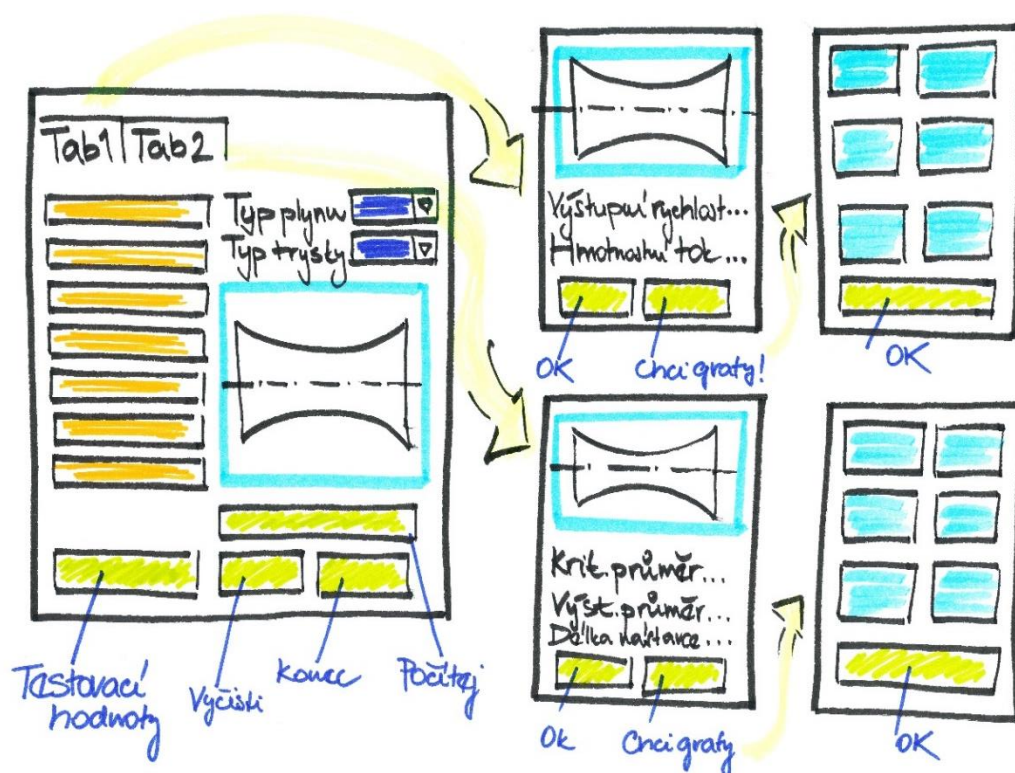 Tab1 Tab2
Typ plynu
Typ trysky
Testovací
hodnoty
Vyčisti
Konec
Počítej
Výstupní rychlost...
Hmotnostní tok...
OK
Chci grafy!
OK
Krit. průměr...
Výst. průměr...
Délka nástavce...
Ok
Chci grafy
OK